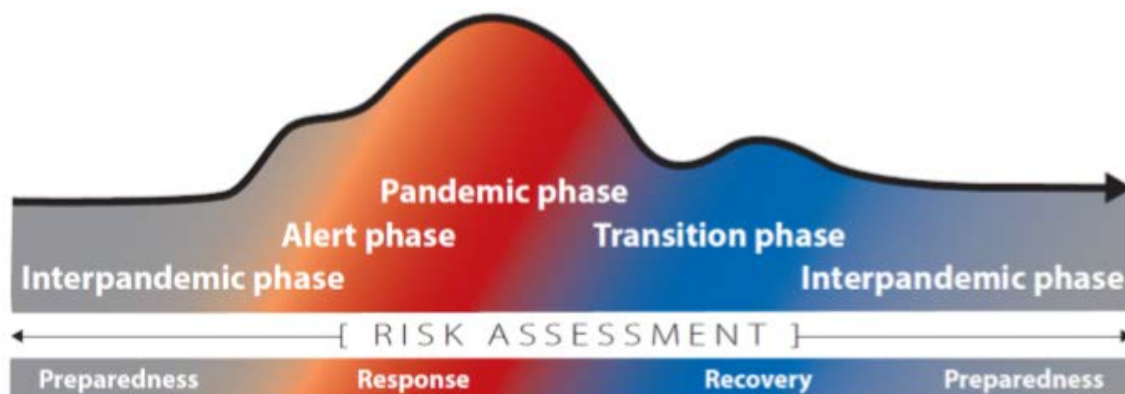 Pandemic phase
Alert phase
Transition phase
Interpandemic phase
Interpandemic phase
[ RISK ASSESSMENT ]
Preparedness
Response
Recovery
Preparedness